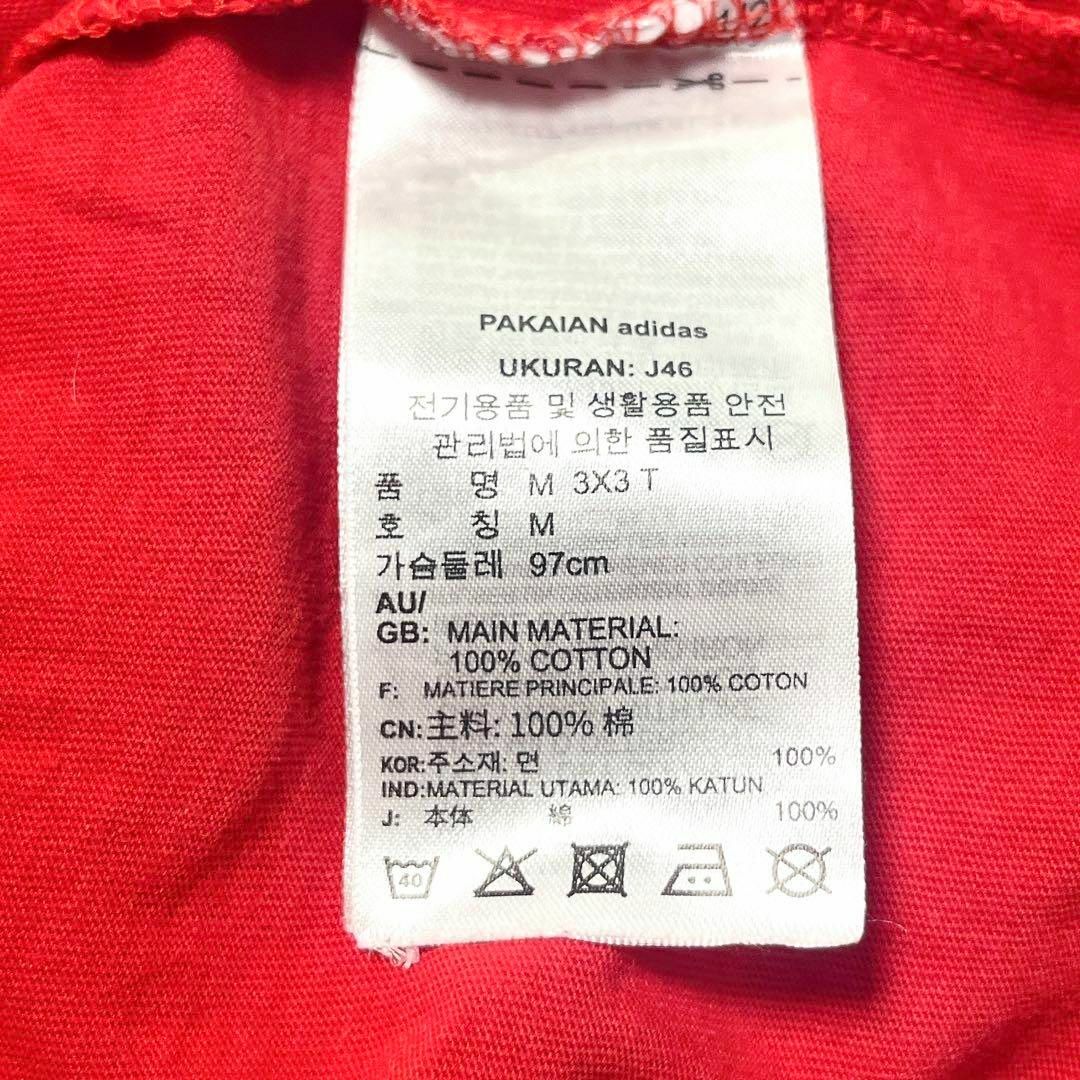 12
PAKAIAN adidas
UKURAN: J46
전기용품 및 생활용품 안전
관리법에 의한 품질표시
품 명 M 3X3 T
호 칭 M
가슴둘레 97cm
AU/
GB: MAIN MATERIAL:
100% COTTON
F: MATIERE PRINCIPALE: 100% COTON
CN: 主料: 100% 棉
KOR: 주소재: 면 100%
IND: MATERIAL UTAMA: 100% KATUN
J: 本体 綿 100%
40